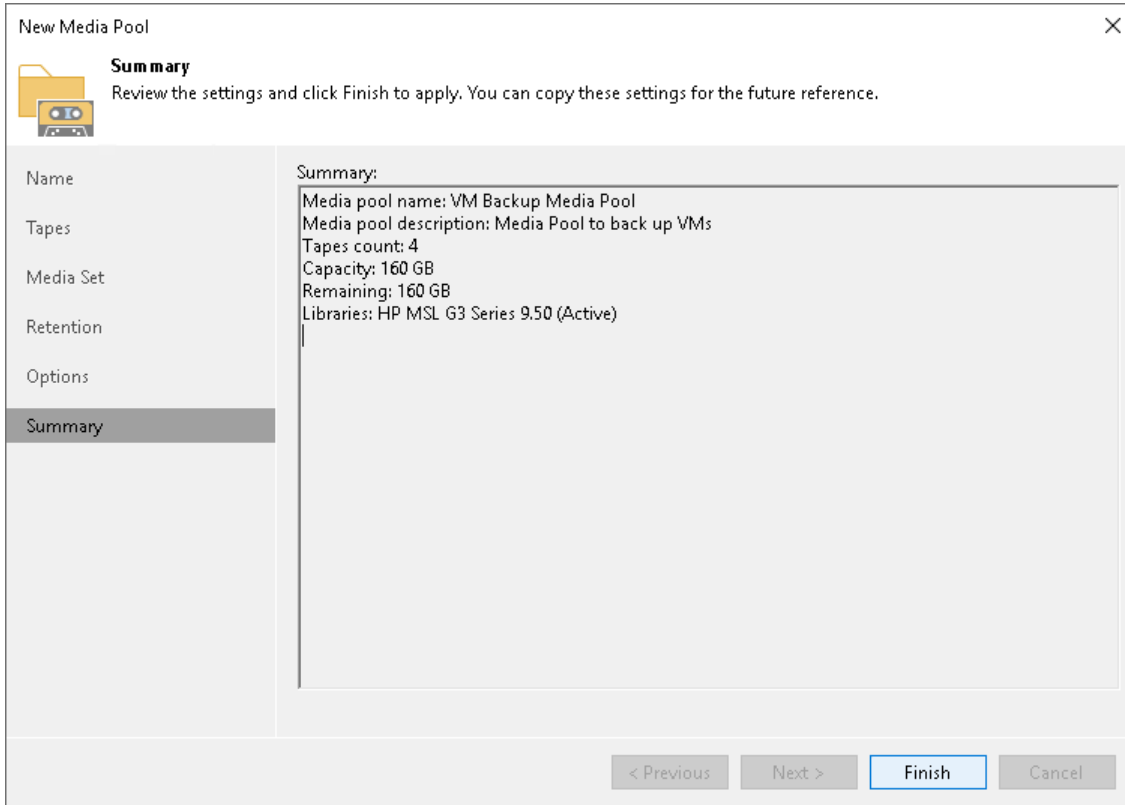 New Media Pool
Summary
Review the settings and click Finish to apply. You can copy these settings for the future reference.
Name
Tapes
Media Set
Retention
Options
Summary
Summary:
Media pool name: VM Backup Media Pool
Media pool description: Media Pool to back up VMs
Tapes count: 4
Capacity: 160 GB
Remaining: 160 GB
Libraries: HP MSL G3 Series 9.50 (Active)
< Previous
Next >
Finish
Cancel